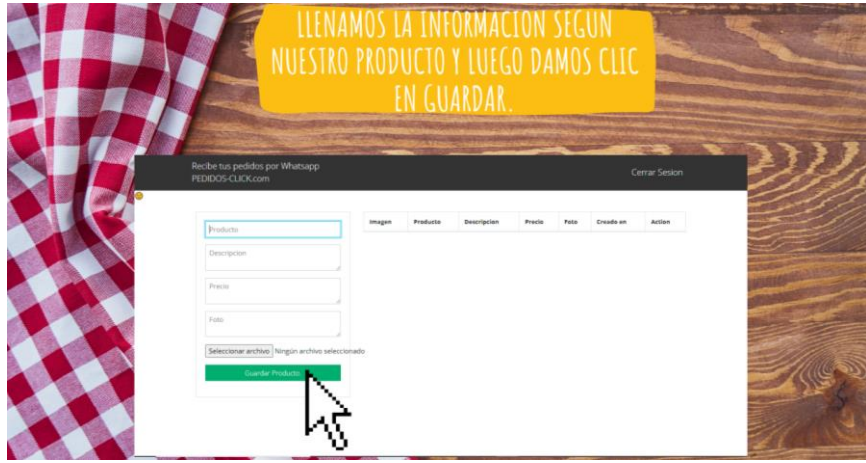 LLENAMOS LA INFORMACION SEGUN
NUESTRO PRODUCTO Y LUEGO DAMOS CLIC
EN GUARDAR.
Recibe tus pedidos por Whatsapp
PEDIDOS-CLICK.com
Cerrar Sesion
Imagen Producto Descripcion Precio Foto Creado en Action
Producto
Descripcion
Precio
Foto
Seleccionar archivo Ningún archivo seleccionado
Guardar Producto